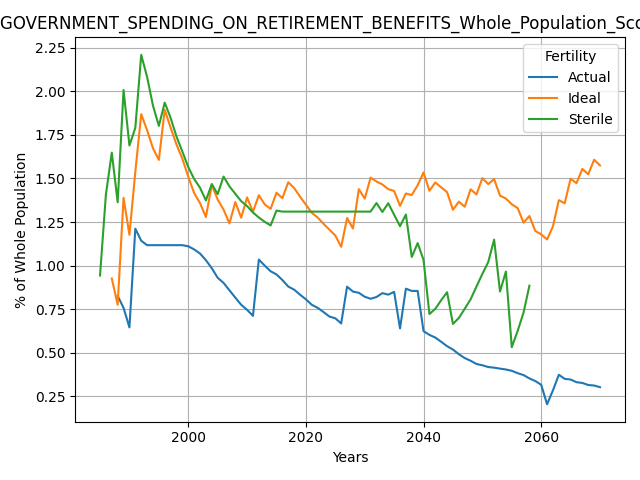 GOVERNMENT_SPENDING_ON_RETIREMENT_BENEFITS_Whole_Population_Sco
2.25
2.00
1.75
1.50
1.25
1.00
0.75
0.50
0.25
% of Whole Population
Fertility
Actual
Ideal
Sterile
2000
2020
2040
2060
Years